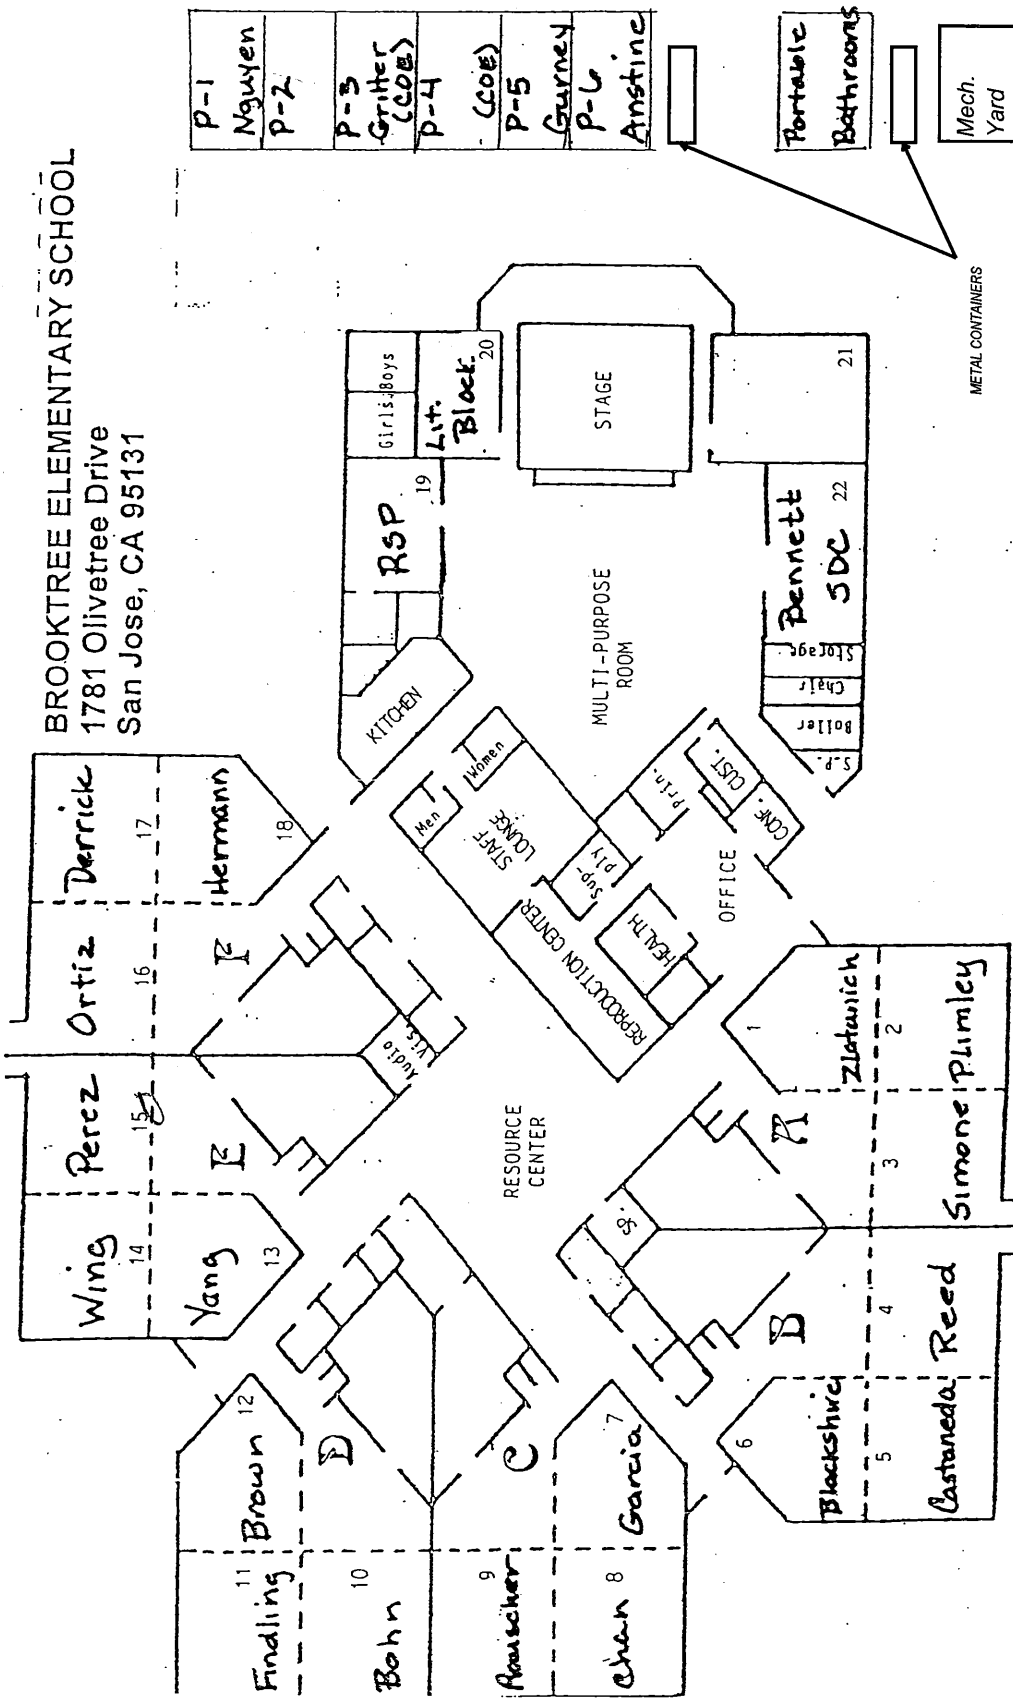 BROOKTREE ELEMENTARY SCHOOL
1781 Olivetree Drive
San Jose, CA 95131
P-1
Nguyen
P-2
P-3
Gritter
(COE)
P-4
(COE)
P-5
Gurney
P-6
Anstine
Portable
Bathrooms
Mech.
Yard
METAL CONTAINERS
Girls
Boys
Lit.
Block
20
RSP
19
KITCHEN
STAGE
MULTI-PURPOSE
ROOM
21
Bennett
SDC
22
Storage
Chair
Boiler
S.P.
Men
Women
STAFF
LOUNGE
Sup-
ply
Prin.
CUST.
CONF.
OFFICE
HEALTH
REPRODUCTION CENTER
RESOURCE
CENTER
Audio
Vis.
Derrick
17
Hermann
18
Ortiz
16
F
Perez
15
E
Wing
14
Yang
13
Brown
12
D
Findling
11
Bohn
10
9
C
Garcia
7
Chan
8
Blackshire
6
Castaneda
5
Reed
4
B
Simone
3
A
Plimley
2
1